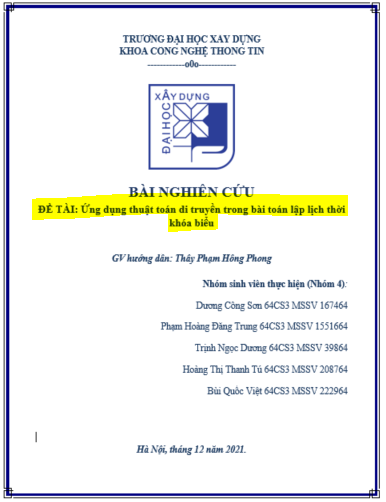 TRƯỜNG ĐẠI HỌC XAY DỰNG
KHOA CONG NGHỆ THONG TIN
------------o0o------------
XÂY DỰNG
ĐẠI HỌC
BÀI NGHIÊN CỨU
ĐỀ TÀI: Ứng dụng thuật toán di truyền trong bài toán lập lịch thời
khóa biểu
GV hướng dẫn: Thầy Phạm Hồng Phong
Nhóm sinh viên thực hiện (Nhóm 4):
Dương Công Sơn 64CS3 MSSV 167464
Phạm Hoàng Đăng Trung 64CS3 MSSV 1551664
Trịnh Ngọc Dương 64CS3 MSSV 39864
Hoàng Thị Thanh Tú 64CS3 MSSV 208764
Bùi Quốc Việt 64CS3 MSSV 222964
Hà Nội, tháng 12 năm 2021.